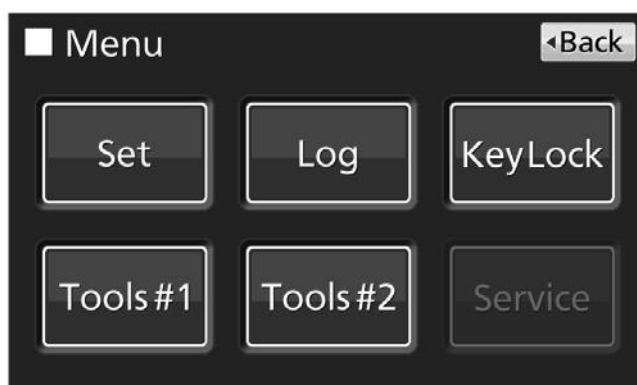 Menu
◂Back
Set
Log
KeyLock
Tools#1
Tools#2
Service